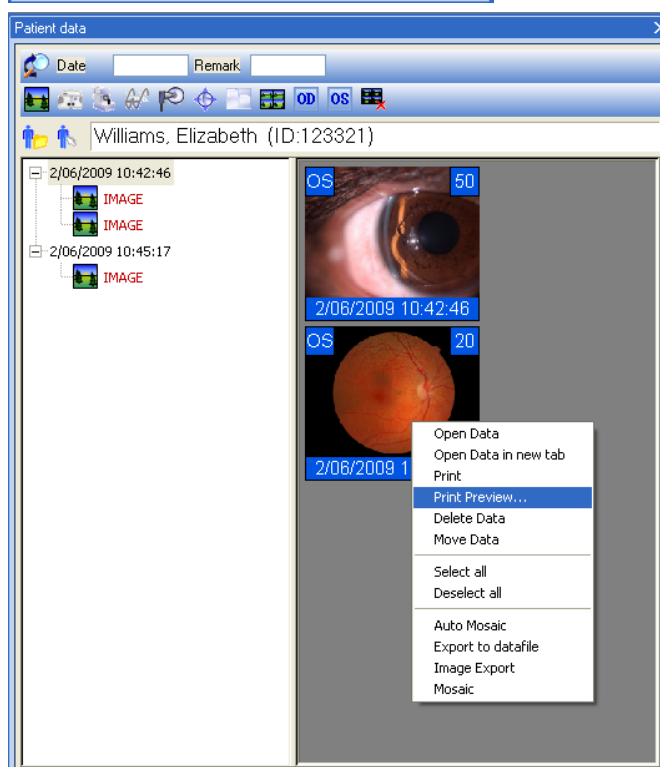 Patient data
Date Remark
OD OS
Williams, Elizabeth (ID:123321)
2/06/2009 10:42:46
IMAGE
IMAGE
2/06/2009 10:45:17
IMAGE
OS 50
2/06/2009 10:42:46
OS 20
2/06/2009 1
Open Data
Open Data in new tab
Print
Print Preview...
Delete Data
Move Data
Select all
Deselect all
Auto Mosaic
Export to datafile
Image Export
Mosaic